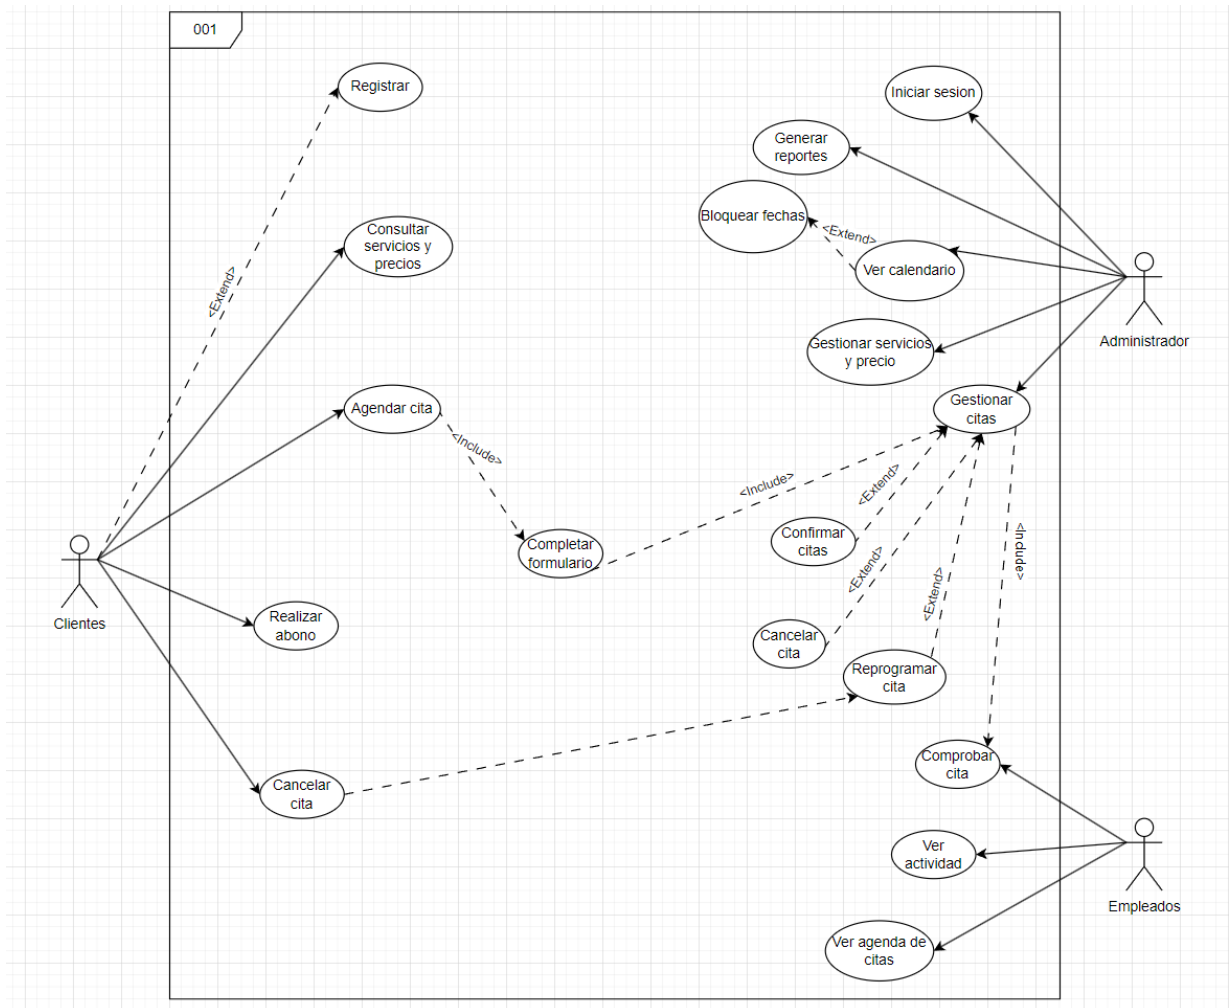 001
Registrar
Iniciar sesion
Generar
reportes
Bloquear fechas
<Extend>
Consultar
servicios y
precios
Ver calendario
<Extend>
Administrador
Gestionar servicios
y precio
Agendar cita
Gestionar
citas
<Include>
<Include>
<Extend>
Confirmar
citas
<Include>
Completar
formulario
<Extend>
<Extend>
Clientes
Realizar
abono
Cancelar
cita
Reprogramar
cita
Comprobar
cita
Cancelar
cita
Ver
actividad
Empleados
Ver agenda de
citas